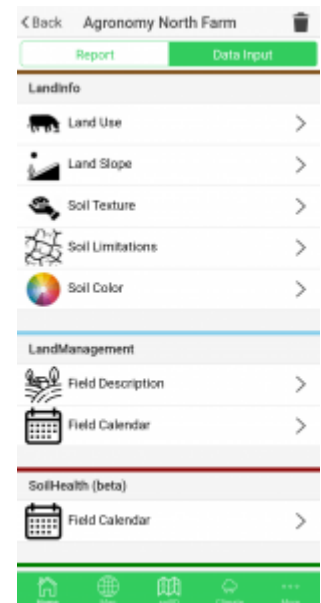 Back Agronomy North Farm
Report Data Input
LandInfo
Land Use
Land Slope
Soil Texture
Soil Limitations
Soil Color
LandManagement
Field Description
Field Calendar
SoilHealth (beta)
Field Calendar